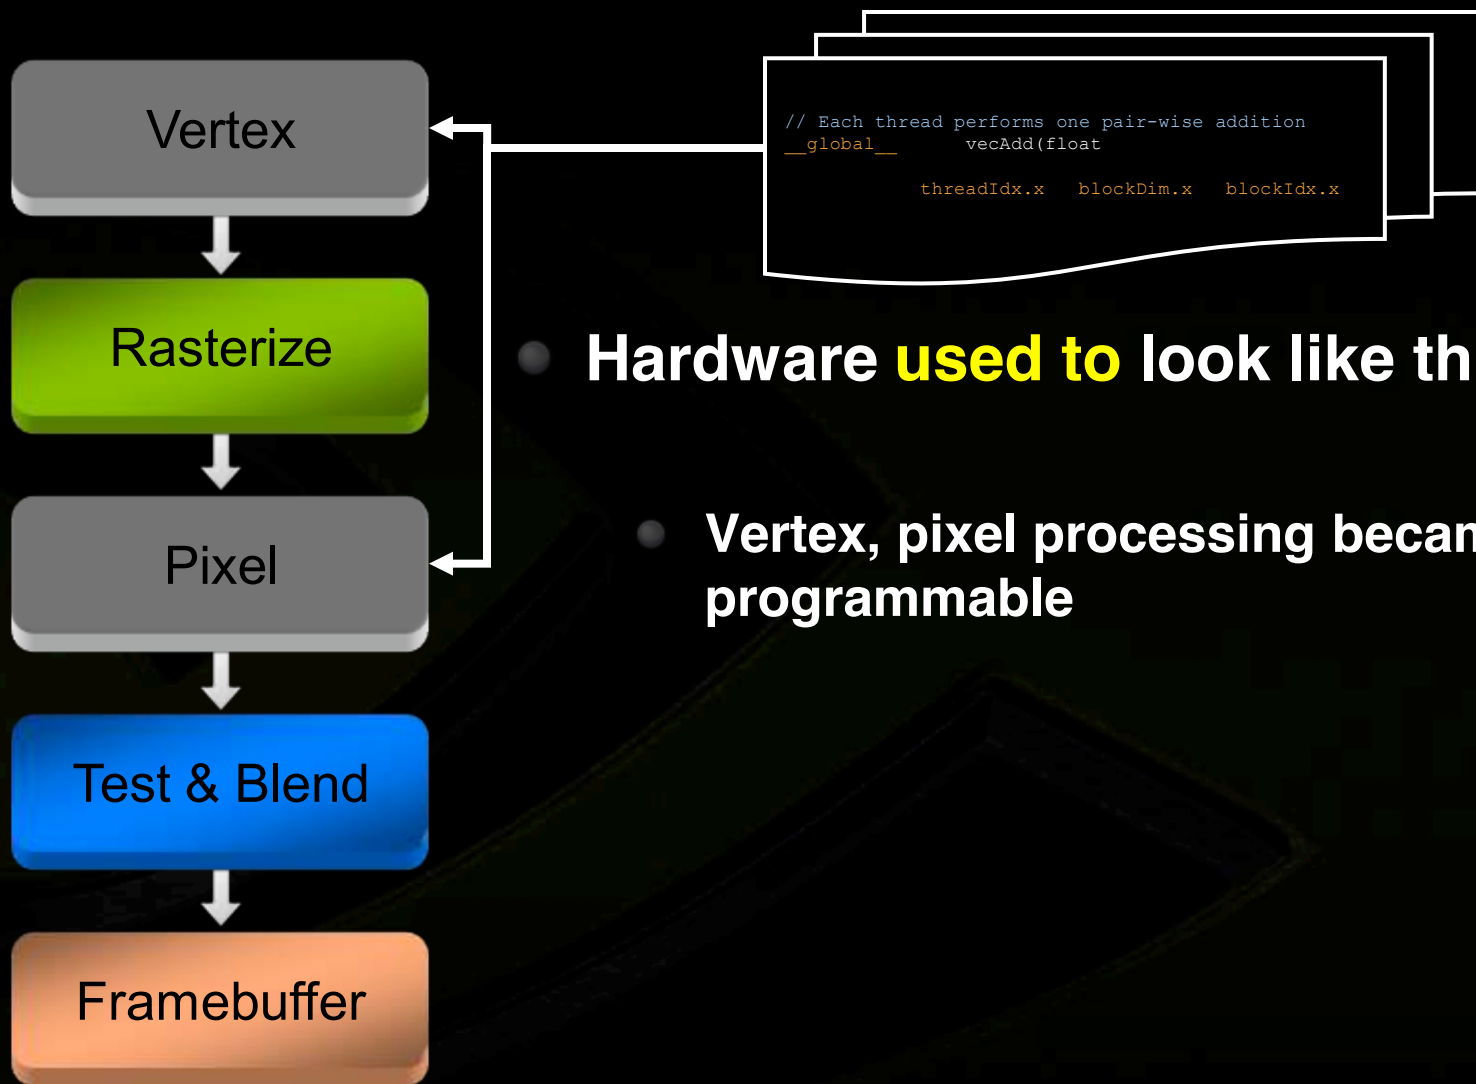 Vertex
Rasterize
Pixel
Test & Blend
Framebuffer
// Each thread performs one pair-wise addition
__global__ vecAdd(float
threadIdx.x blockDim.x blockIdx.x
Hardware used to look like th
Vertex, pixel processing becam
programmable